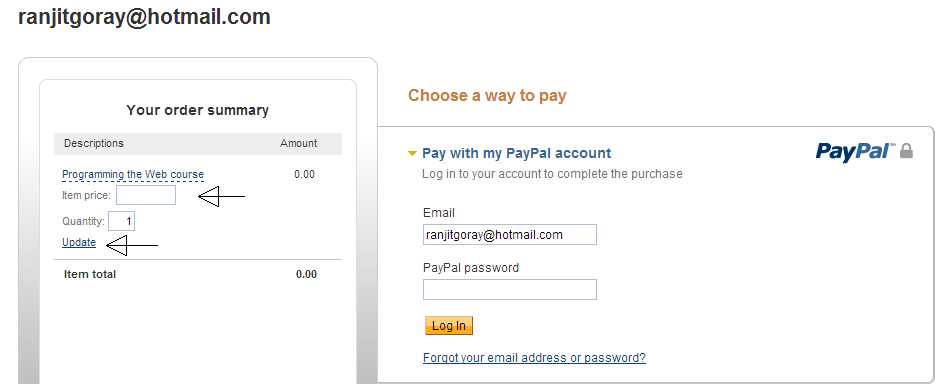 ranjitgoray@hotmail.com
Your order summary
Descriptions Amount
Programming the Web course 0.00
Item price:
Quantity: 1
Update
Item total 0.00
Choose a way to pay
Pay with my PayPal account PayPal™
Log in to your account to complete the purchase
Email
ranjitgoray@hotmail.com
PayPal password
Log In
Forgot your email address or password?